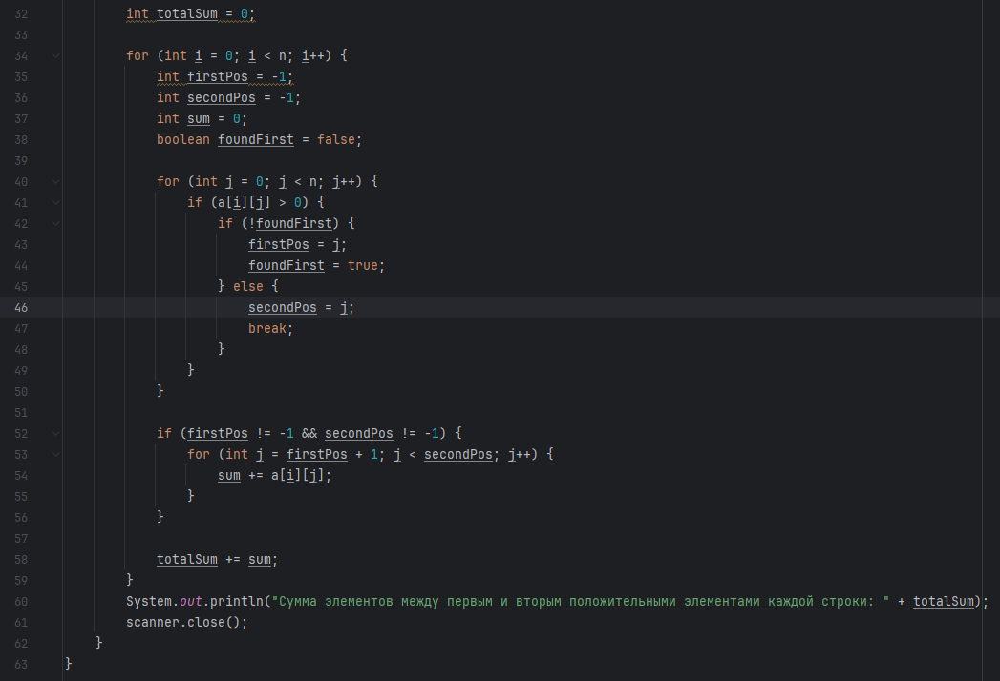 32 int totalSum = 0;
33
34 for (int i = 0; i < n; i++) {
35 int firstPos = -1;
36 int secondPos = -1;
37 int sum = 0;
38 boolean foundFirst = false;
39
40 for (int j = 0; j < n; j++) {
41 if (a[i][j] > 0) {
42 if (!foundFirst) {
43 firstPos = j;
44 foundFirst = true;
45 } else {
46 secondPos = j;
47 break;
48 }
49 }
50 }
51
52 if (firstPos != -1 && secondPos != -1) {
53 for (int j = firstPos + 1; j < secondPos; j++) {
54 sum += a[i][j];
55 }
56 }
57
58 totalSum += sum;
59 }
60 System.out.println("Сумма элементов между первым и вторым положительными элементами каждой строки: " + totalSum);
61 scanner.close();
62 }
63 }